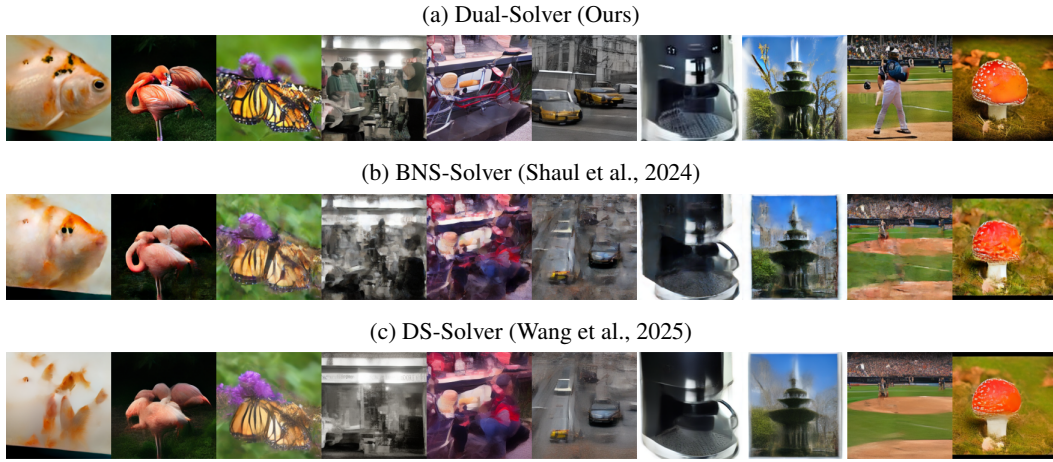 (a) Dual-Solver (Ours)
(b) BNS-Solver (Shaul et al., 2024)
(c) DS-Solver (Wang et al., 2025)